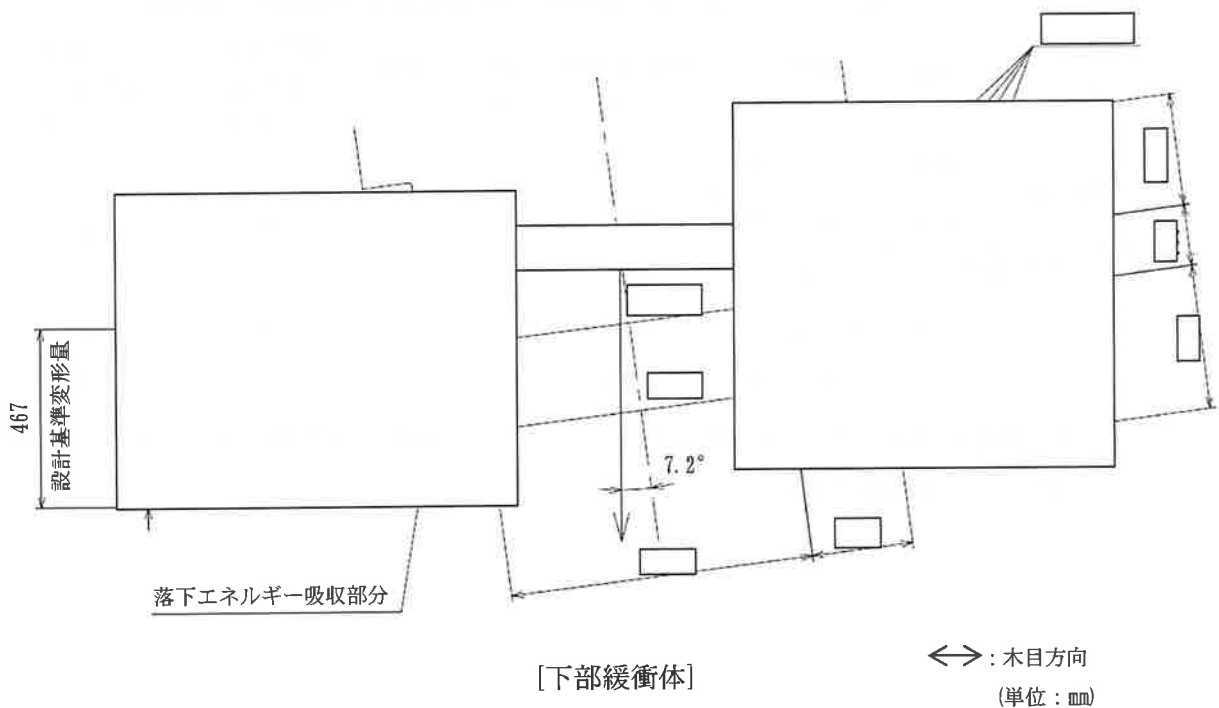 467
設計基準変形量
7.2°
落下エネルギー吸収部分
[下部緩衝体]
:木目方向
(単位:㎜)